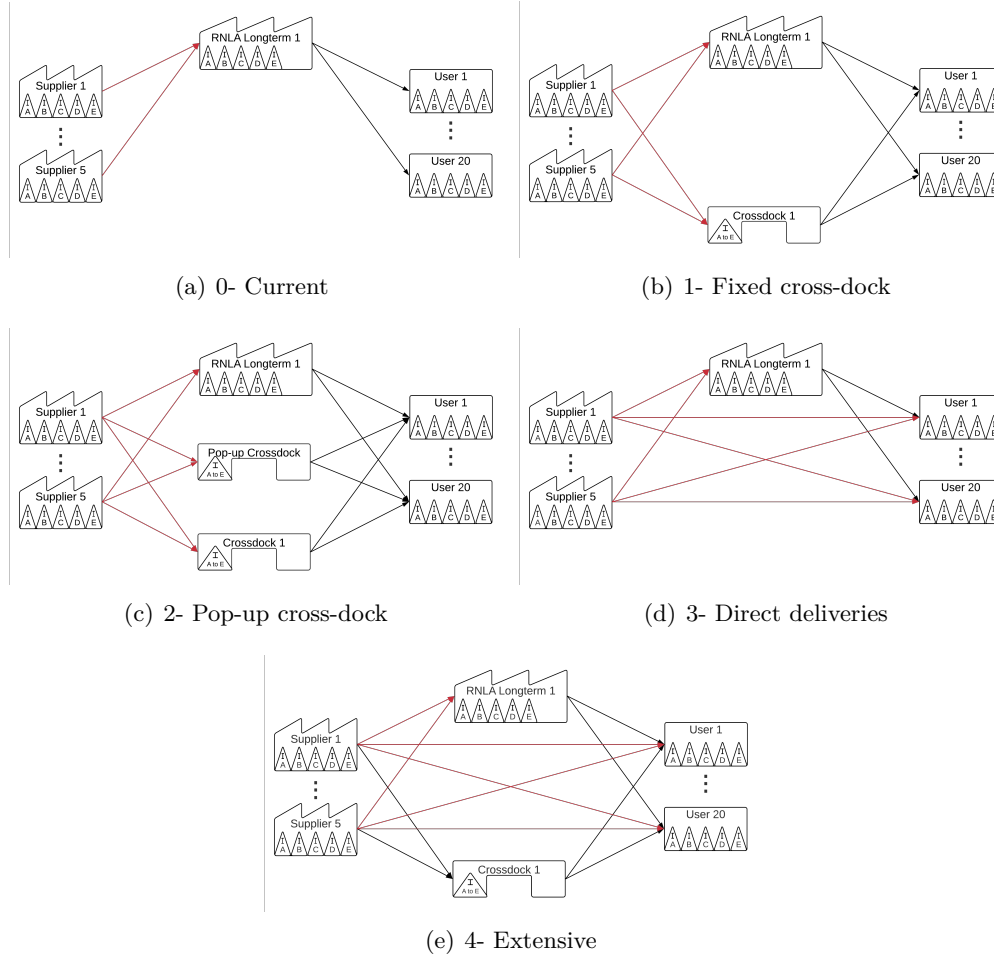 RNLA Longterm 1
I I I I I
A B C D E
Supplier 1
I I I I I
A B C D E
Supplier 5
I I I I I
A B C D E
User 1
I I I I I
A B C D E
User 20
I I I I I
A B C D E
(a) 0- Current
RNLA Longterm 1
I I I I I
A B C D E
Supplier 1
I I I I I
A B C D E
Supplier 5
I I I I I
A B C D E
Crossdock 1
I
A to E
User 1
I I I I I
A B C D E
User 20
I I I I I
A B C D E
(b) 1- Fixed cross-dock
RNLA Longterm 1
I I I I I
A B C D E
Supplier 1
I I I I I
A B C D E
Supplier 5
I I I I I
A B C D E
Pop-up Crossdock
I
A to E
Crossdock 1
I
A to E
User 1
I I I I I
A B C D E
User 20
I I I I I
A B C D E
(c) 2- Pop-up cross-dock
RNLA Longterm 1
I I I I I
A B C D E
Supplier 1
I I I I I
A B C D E
Supplier 5
I I I I I
A B C D E
User 1
I I I I I
A B C D E
User 20
I I I I I
A B C D E
(d) 3- Direct deliveries
RNLA Longterm 1
I I I I I
A B C D E
Supplier 1
I I I I I
A B C D E
Supplier 5
I I I I I
A B C D E
Crossdock 1
I
A to E
User 1
I I I I I
A B C D E
User 20
I I I I I
A B C D E
(e) 4- Extensive